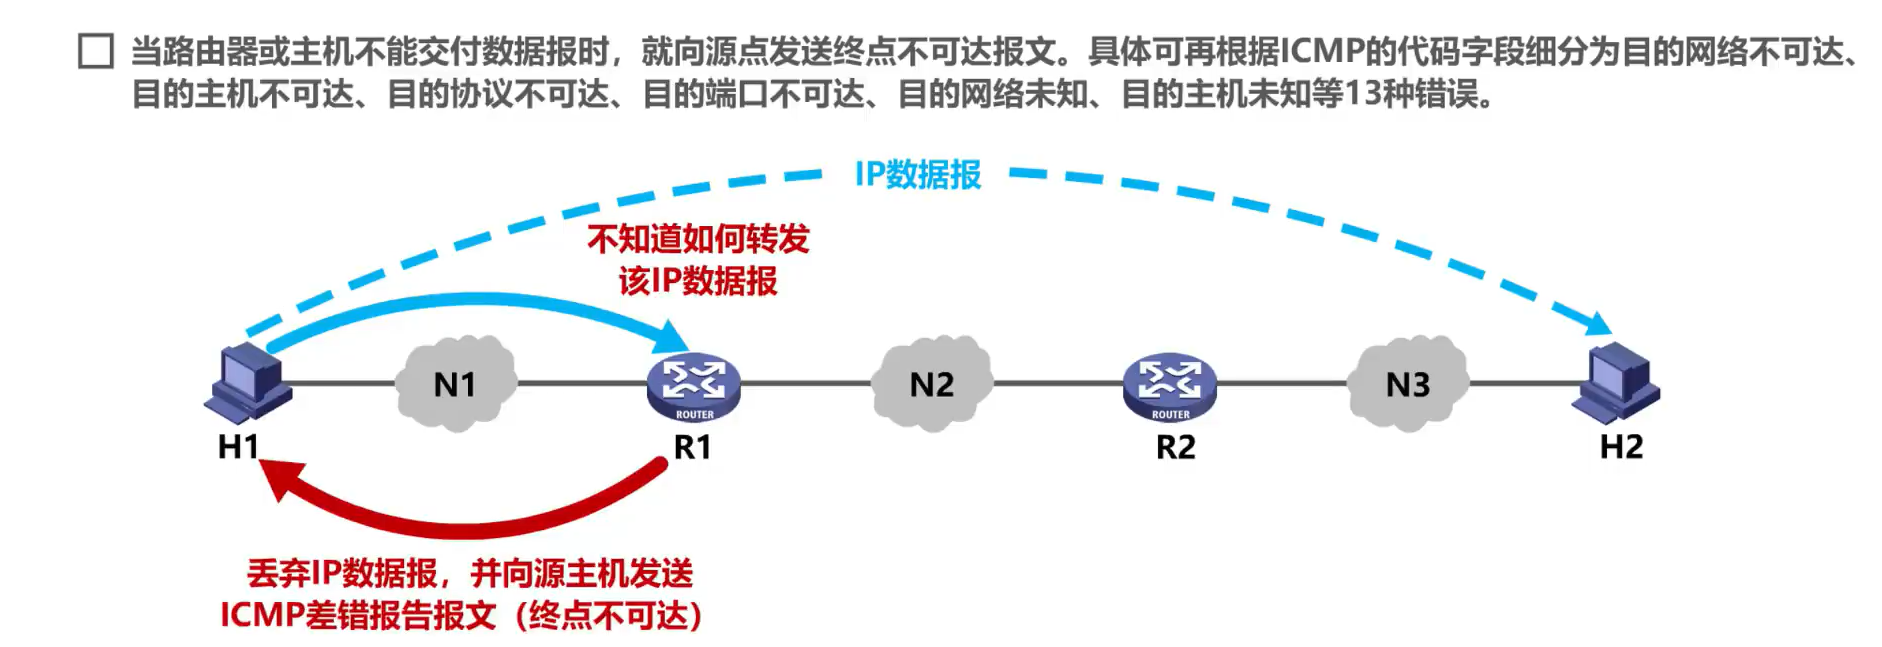 当路由器或主机不能交付数据报时，就向源点发送终点不可达报文。具体可再根据ICMP的代码字段细分为目的网络不可达、
目的主机不可达、目的协议不可达、目的端口不可达、目的网络未知、目的主机未知等13种错误。
IP数据报
不知道如何转发
该IP数据报
N1
N2
N3
ROUTER
ROUTER
H1
R1
R2
H2
丢弃IP数据报，并向源主机发送
ICMP差错报告报文（终点不可达）